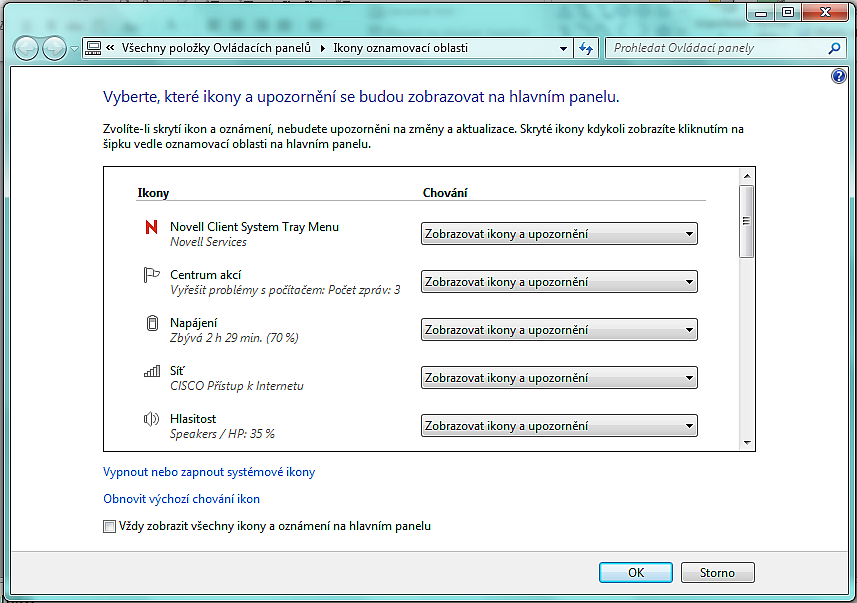 « Všechny položky Ovládacích panelů ▸ Ikony oznamovací oblasti
Prohledat Ovládací panely
Vyberte, které ikony a upozornění se budou zobrazovat na hlavním panelu.
Zvolíte-li skrytí ikon a oznámení, nebudete upozorněni na změny a aktualizace. Skryté ikony kdykoli zobrazíte kliknutím na
šipku vedle oznamovací oblasti na hlavním panelu.
Ikony Chování
Novell Client System Tray Menu
Novell Services
Zobrazovat ikony a upozornění
Centrum akcí
Vyřešit problémy s počítačem: Počet zpráv: 3
Zobrazovat ikony a upozornění
Napájení
Zbývá 2 h 29 min. (70 %)
Zobrazovat ikony a upozornění
Síť
CISCO Přístup k Internetu
Zobrazovat ikony a upozornění
Hlasitost
Speakers / HP: 35 %
Zobrazovat ikony a upozornění
Vypnout nebo zapnout systémové ikony
Obnovit výchozí chování ikon
Vždy zobrazit všechny ikony a oznámení na hlavním panelu
OK Storno